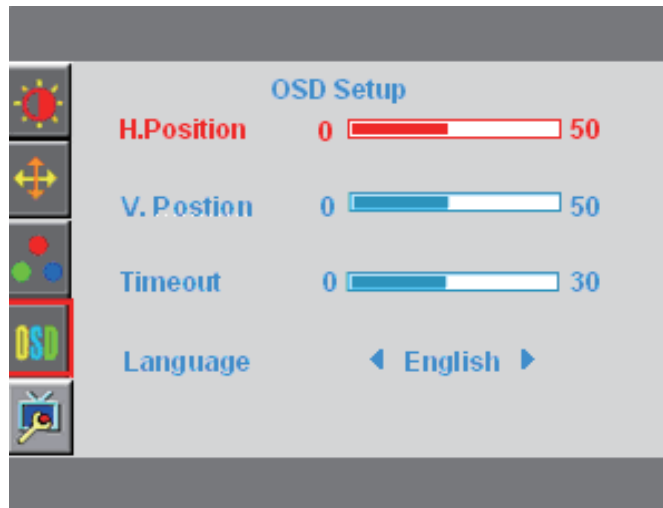 OSD Setup
H.Position 0 50
V. Postion 0 50
Timeout 0 30
OSD
Language English